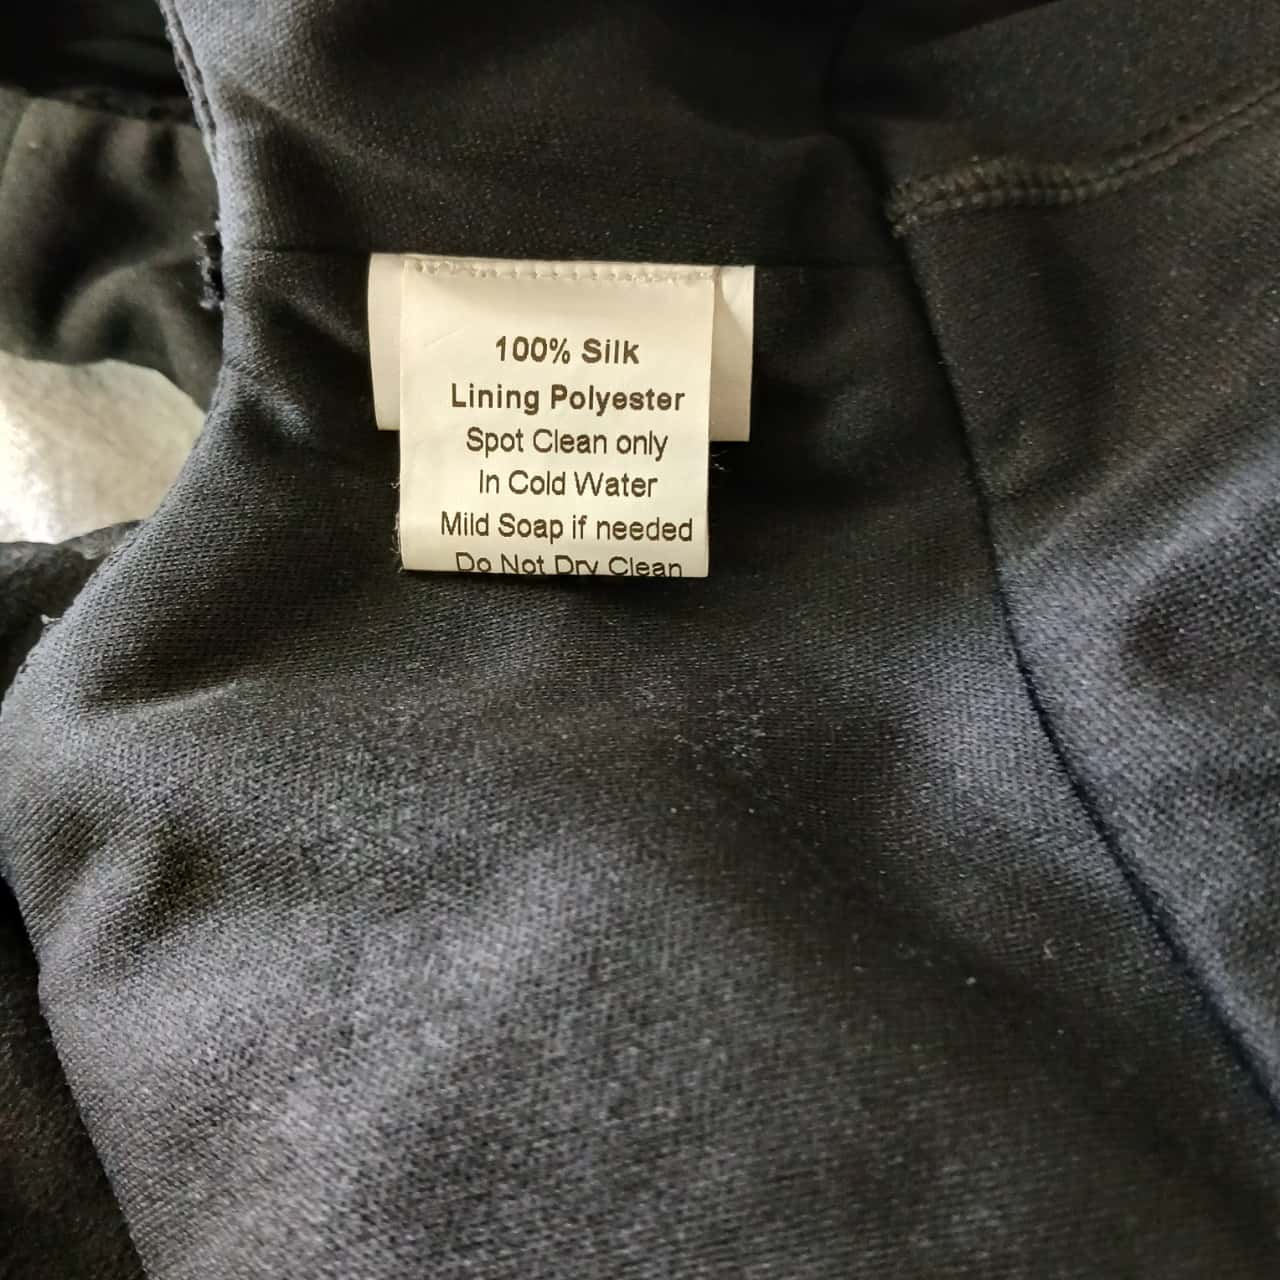 100% Silk
Lining Polyester
Spot Clean only
In Cold Water
Mild Soap if needed
Do Not Dry Clean